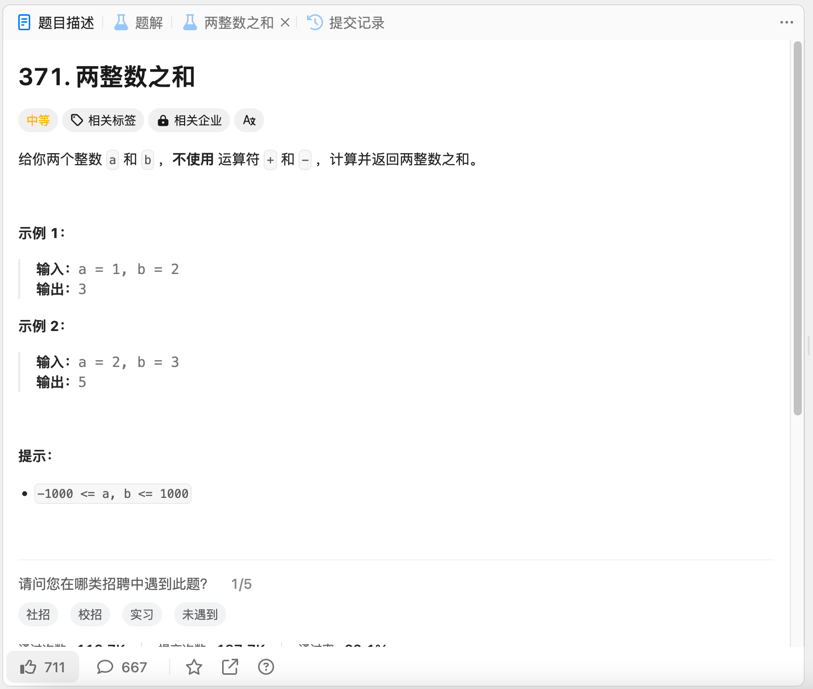 题目描述 题解 两整数之和 × 提交记录 ...
371. 两整数之和
中等 相关标签 相关企业
给你两个整数 a 和 b ，不使用 运算符 + 和 - ，计算并返回两整数之和。
示例 1：
输入：a = 1, b = 2
输出：3
示例 2：
输入：a = 2, b = 3
输出：5
提示：
• -1000 <= a, b <= 1000
请问您在哪类招聘中遇到此题？ 1/5
社招 校招 实习 未遇到
711 667